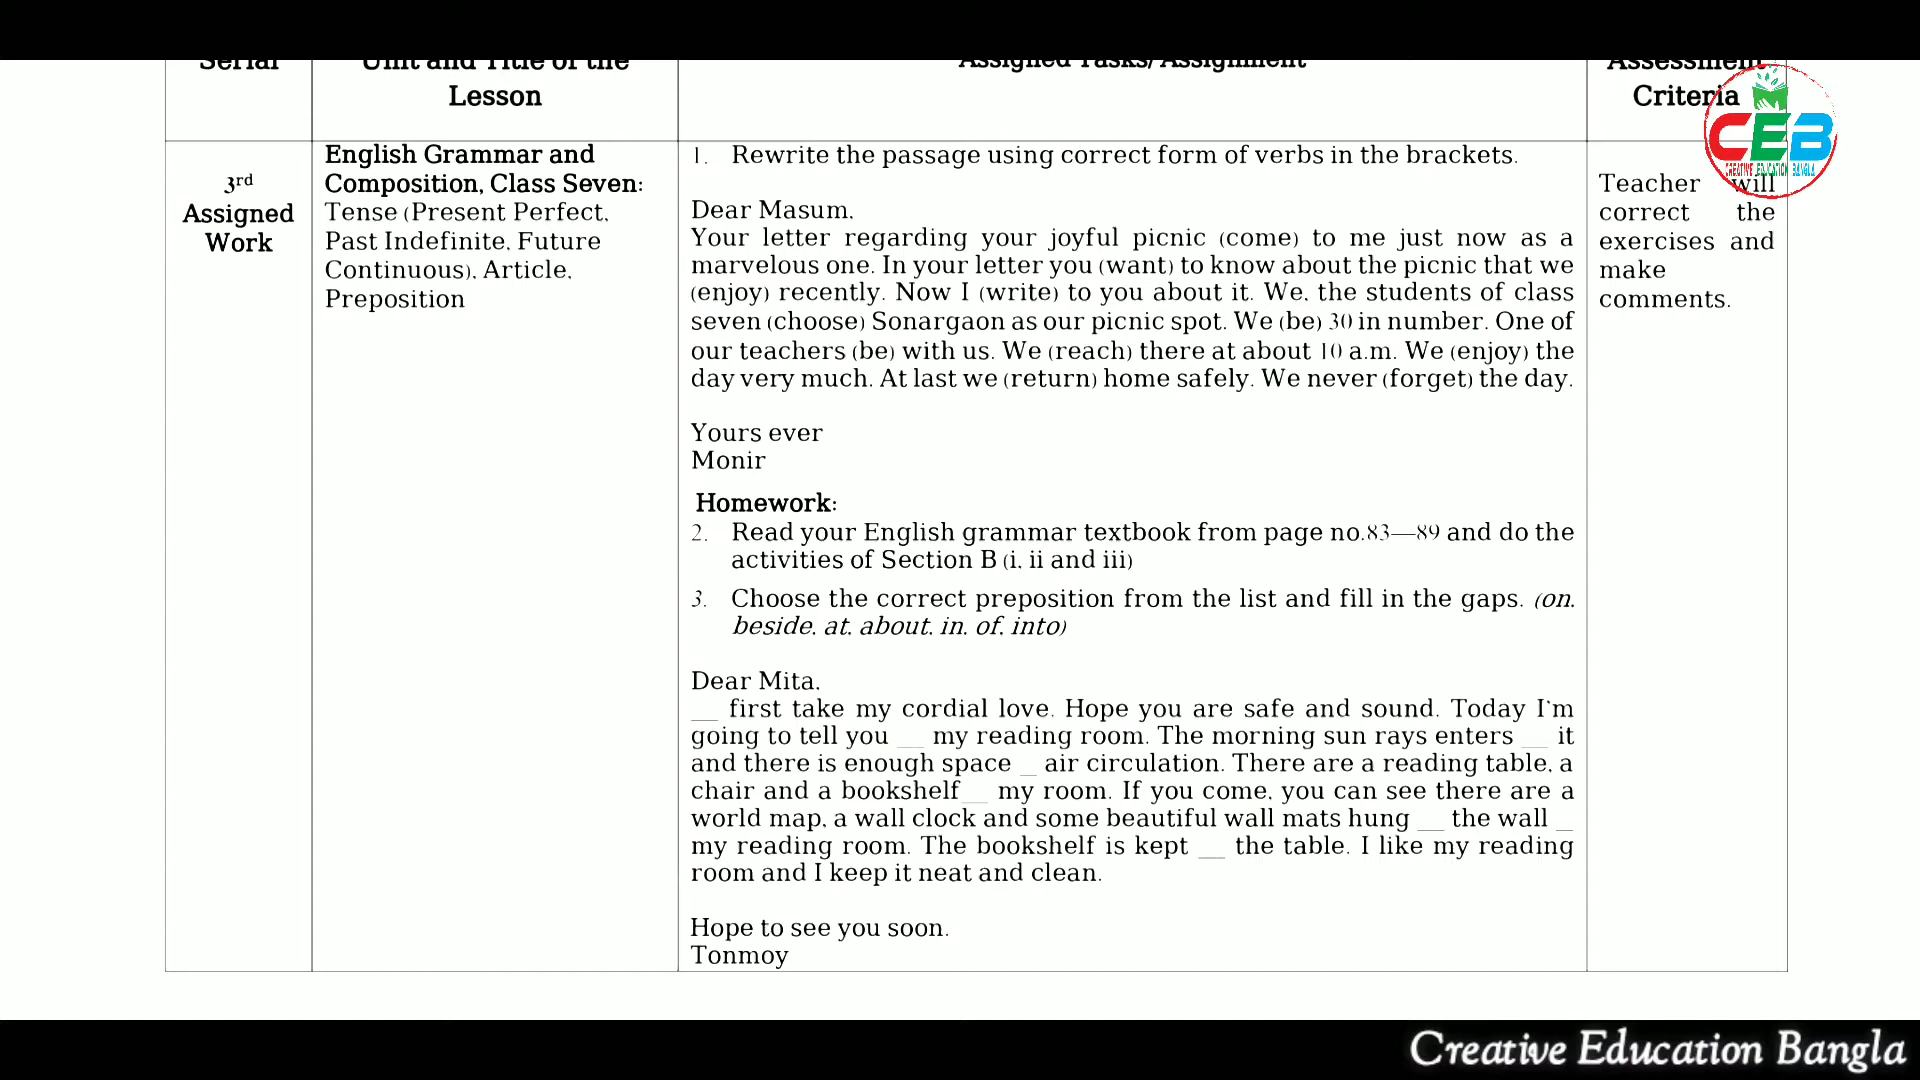 Serial
Unit and Title of the
Lesson
Assigned Tasks/Assignment
Assessment
Criteria
CEB
CREATIVE EDUCATION BANGLA
3rd
Assigned
Work
English Grammar and
Composition, Class Seven:
Tense (Present Perfect,
Past Indefinite, Future
Continuous), Article,
Preposition
1. Rewrite the passage using correct form of verbs in the brackets.
Dear Masum,
Your letter regarding your joyful picnic (come) to me just now as a
marvelous one. In your letter you (want) to know about the picnic that we
(enjoy) recently. Now I (write) to you about it. We, the students of class
seven (choose) Sonargaon as our picnic spot. We (be) 30 in number. One of
our teachers (be) with us. We (reach) there at about 10 a.m. We (enjoy) the
day very much. At last we (return) home safely. We never (forget) the day.
Yours ever
Monir
Homework:
2. Read your English grammar textbook from page no.83—89 and do the
activities of Section B (i, ii and iii)
3. Choose the correct preposition from the list and fill in the gaps. (on,
beside, at, about, in, of, into)
Dear Mita,
__ first take my cordial love. Hope you are safe and sound. Today I'm
going to tell you __ my reading room. The morning sun rays enters __ it
and there is enough space _ air circulation. There are a reading table, a
chair and a bookshelf__ my room. If you come, you can see there are a
world map, a wall clock and some beautiful wall mats hung __ the wall _
my reading room. The bookshelf is kept __ the table. I like my reading
room and I keep it neat and clean.
Hope to see you soon.
Tonmoy
Teacher will
correct the
exercises and
make
comments.
Creative Education Bangla